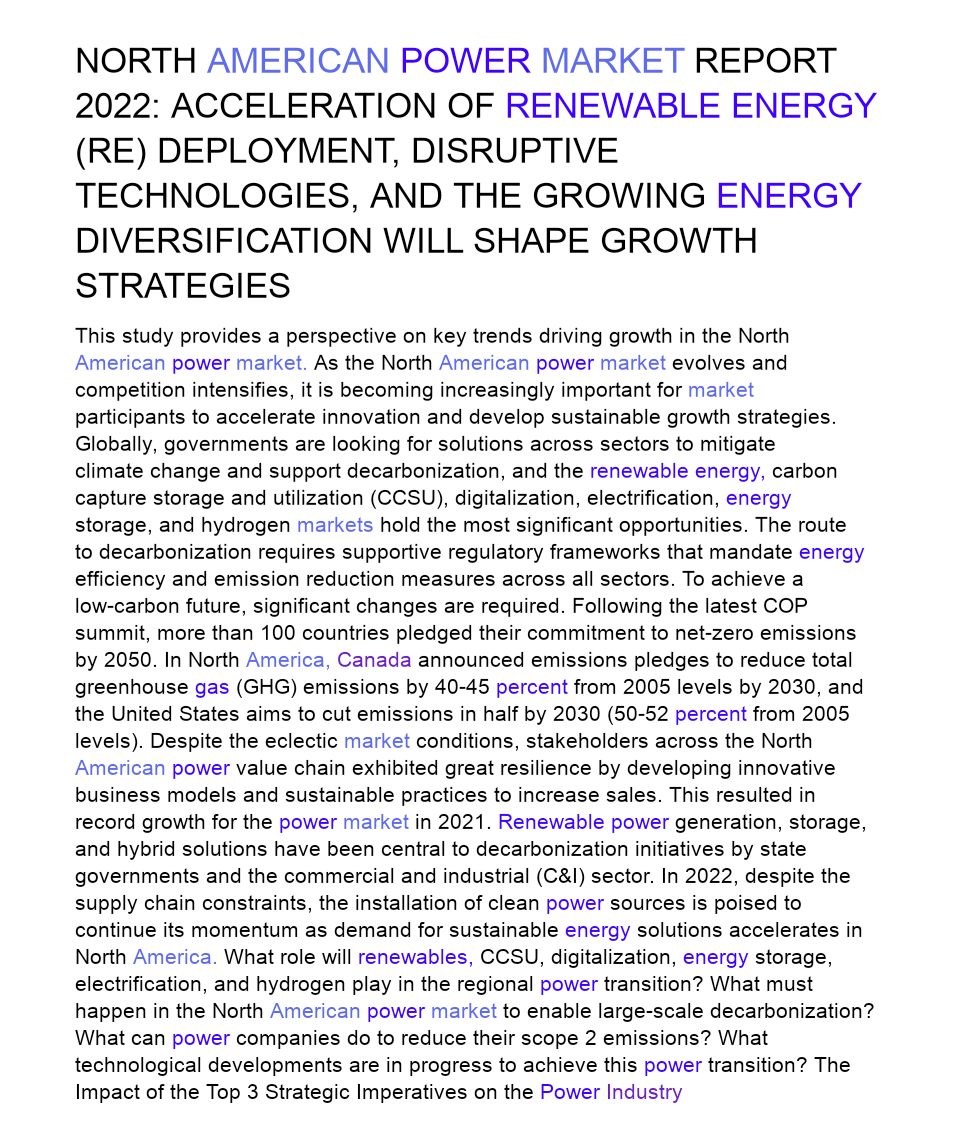 NORTH AMERICAN POWER MARKET REPORT
2022: ACCELERATION OF RENEWABLE ENERGY
(RE) DEPLOYMENT, DISRUPTIVE
TECHNOLOGIES, AND THE GROWING ENERGY
DIVERSIFICATION WILL SHAPE GROWTH
STRATEGIES
This study provides a perspective on key trends driving growth in the North
American power market. As the North American power market evolves and
competition intensifies, it is becoming increasingly important for market
participants to accelerate innovation and develop sustainable growth strategies.
Globally, governments are looking for solutions across sectors to mitigate
climate change and support decarbonization, and the renewable energy, carbon
capture storage and utilization (CCSU), digitalization, electrification, energy
storage, and hydrogen markets hold the most significant opportunities. The route
to decarbonization requires supportive regulatory frameworks that mandate energy
efficiency and emission reduction measures across all sectors. To achieve a
low-carbon future, significant changes are required. Following the latest COP
summit, more than 100 countries pledged their commitment to net-zero emissions
by 2050. In North America, Canada announced emissions pledges to reduce total
greenhouse gas (GHG) emissions by 40-45 percent from 2005 levels by 2030, and
the United States aims to cut emissions in half by 2030 (50-52 percent from 2005
levels). Despite the eclectic market conditions, stakeholders across the North
American power value chain exhibited great resilience by developing innovative
business models and sustainable practices to increase sales. This resulted in
record growth for the power market in 2021. Renewable power generation, storage,
and hybrid solutions have been central to decarbonization initiatives by state
governments and the commercial and industrial (C&I) sector. In 2022, despite the
supply chain constraints, the installation of clean power sources is poised to
continue its momentum as demand for sustainable energy solutions accelerates in
North America. What role will renewables, CCSU, digitalization, energy storage,
electrification, and hydrogen play in the regional power transition? What must
happen in the North American power market to enable large-scale decarbonization?
What can power companies do to reduce their scope 2 emissions? What
technological developments are in progress to achieve this power transition? The
Impact of the Top 3 Strategic Imperatives on the Power Industry